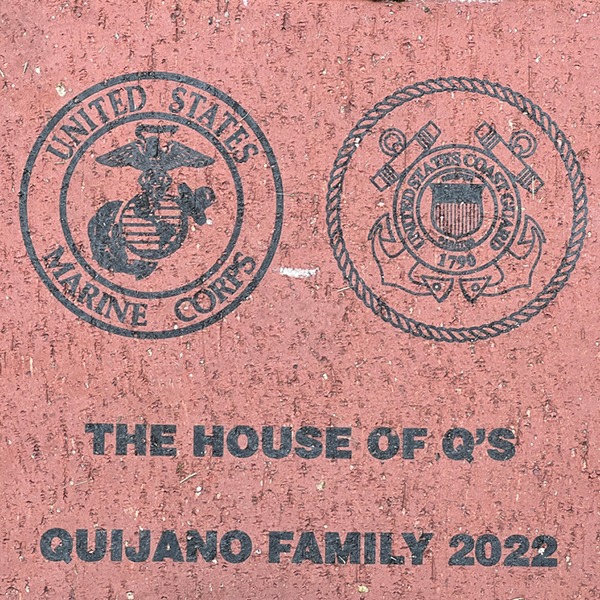 UNITED STATES
MARINE CORPS
UNITED STATES COAST GUARD
1790
THE HOUSE OF Q'S
QUIJANO FAMILY 2022